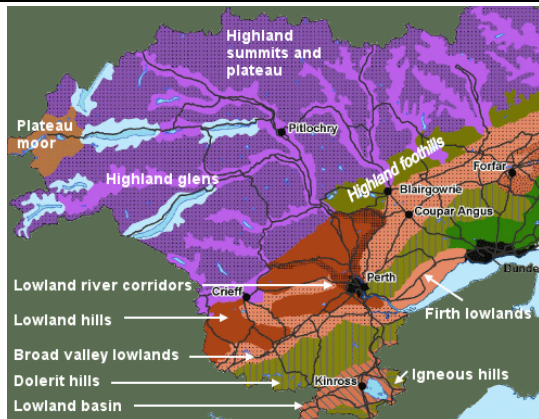 Highland
summits and
plateau
Plateau
moor
Pitlochry
Highland glens
Highland foothills
Forfar
Blairgowrie
Coupar Angus
Dunde
Lowland river corridors
Perth
Crieff
Firth lowlands
Lowland hills
Broad valley lowlands
Dolerit hills
Kinross
Igneous hills
Lowland basin